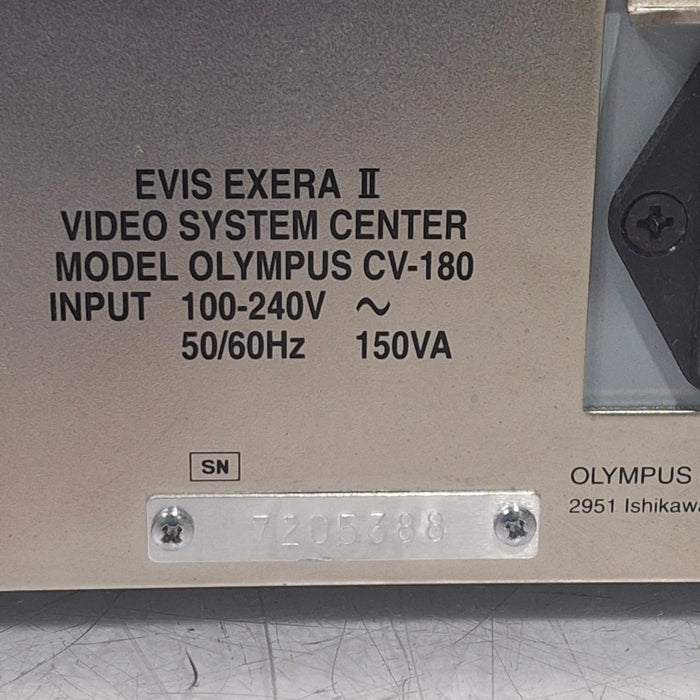 EVIS EXERA II
VIDEO SYSTEM CENTER
MODEL OLYMPUS CV-180
INPUT 100-240V ~
50/60Hz 150VA
SN
7205388
OLYMPUS
2951 Ishikawa